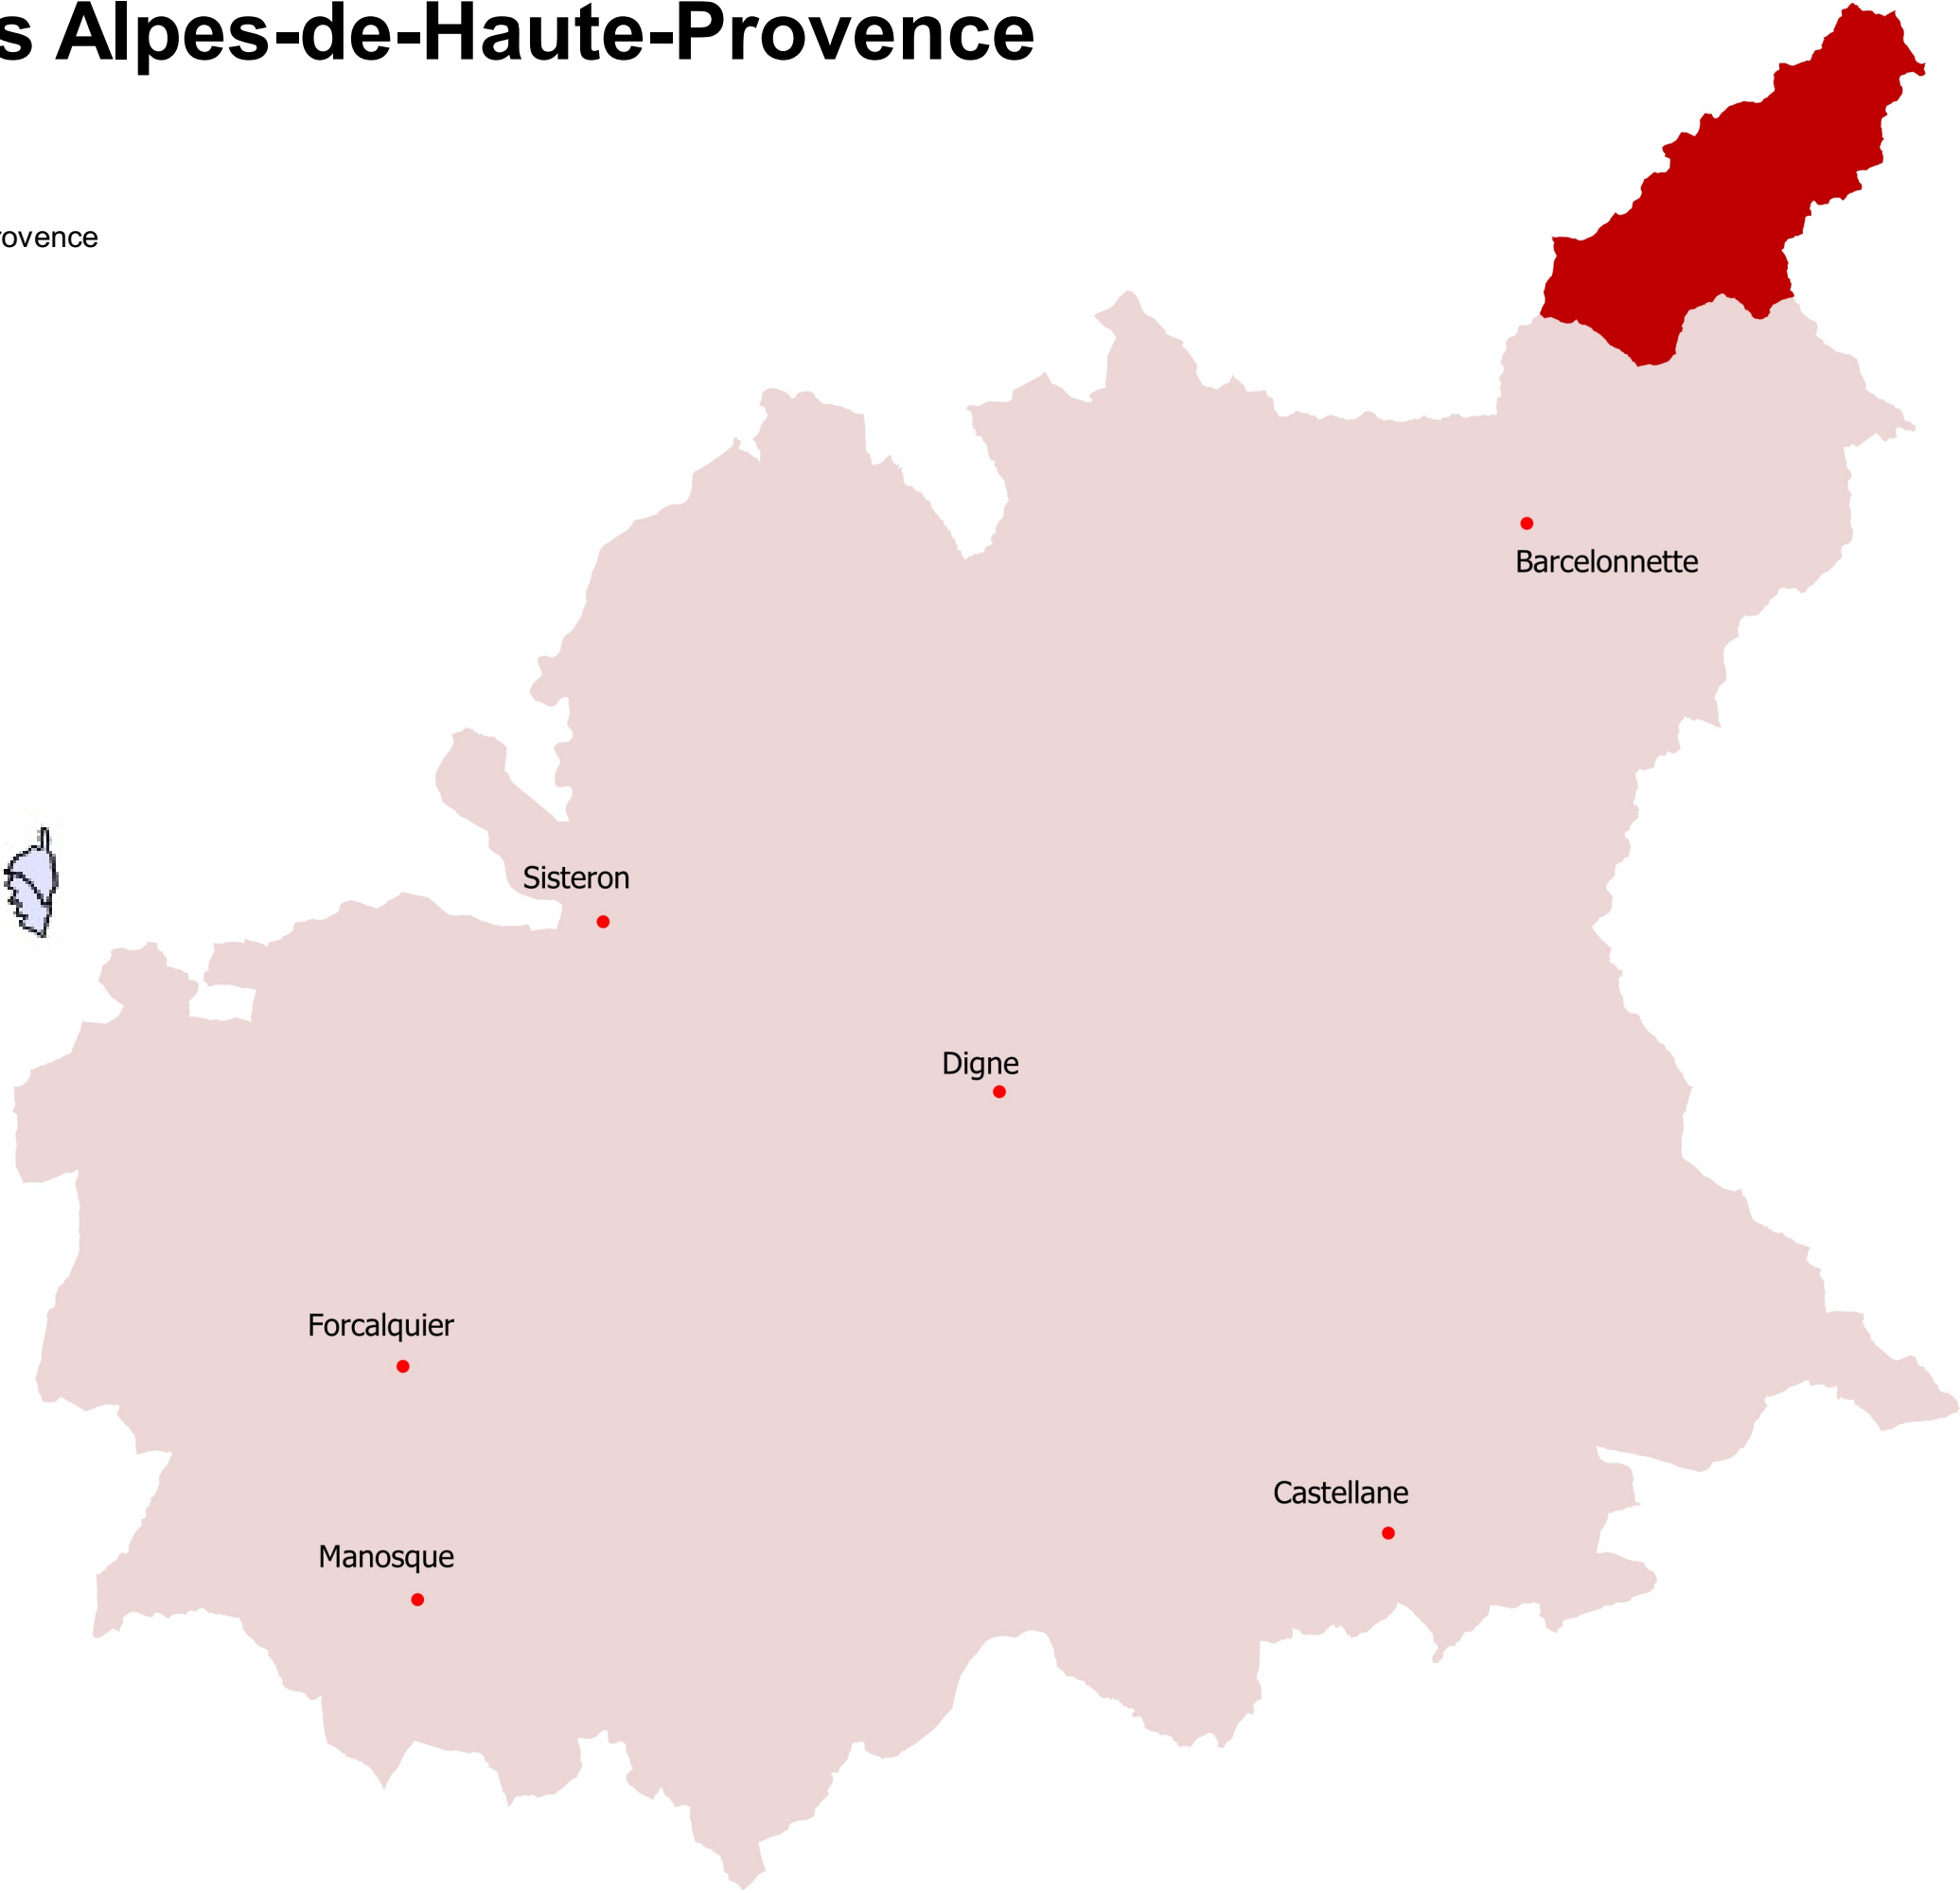 s Alpes-de-Haute-Provence
rovence
Barcelonnette
Sisteron
Digne
Forcalquier
Castellane
Manosque